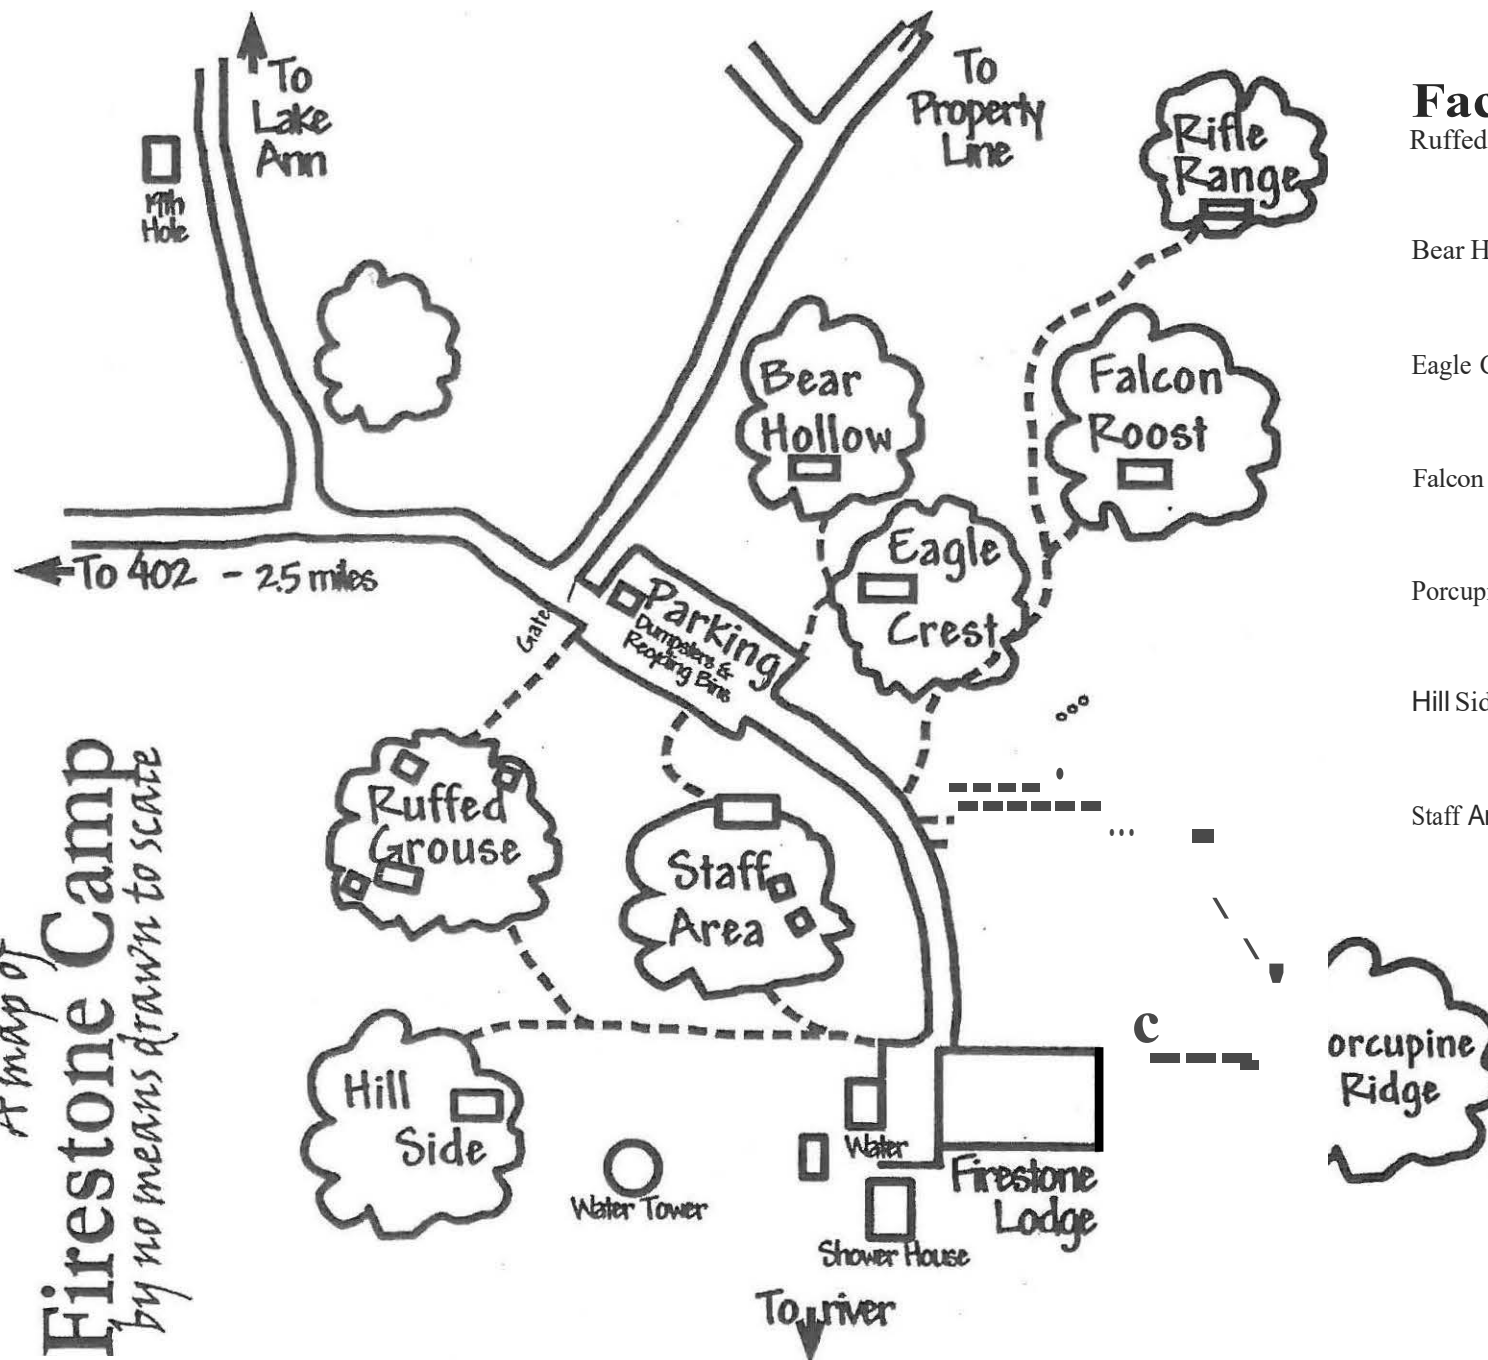 To
Lake
Ann
19th
Hole
To
Property
Line
Rifle
Range
Bear
Hollow
Falcon
Roost
Eagle
Crest
To 402 - 2.5 miles
Gate
Parking
Dumpsters &
Recycling Bins
Ruffed
Grouse
Staff
Area
Hill
Side
Water Tower
Water
Shower House
Firestone
Lodge
To river
c
orcupine
Ridge
A map of
Firestone Camp
by no means drawn to scale
Fac
Ruffed
Bear H
Eagle C
Falcon
Porcupi
Hill Sid
Staff Ar